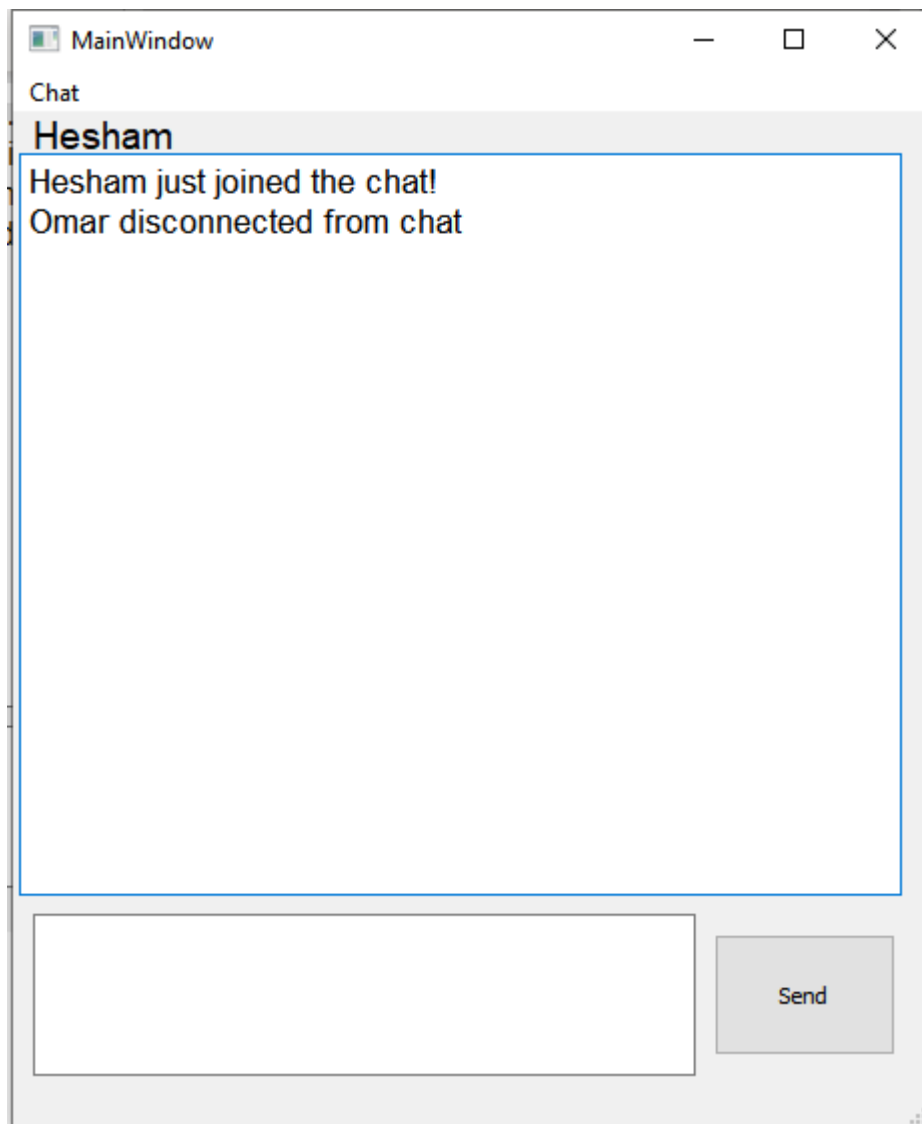 MainWindow
Chat
Hesham
Hesham just joined the chat!
Omar disconnected from chat
Send